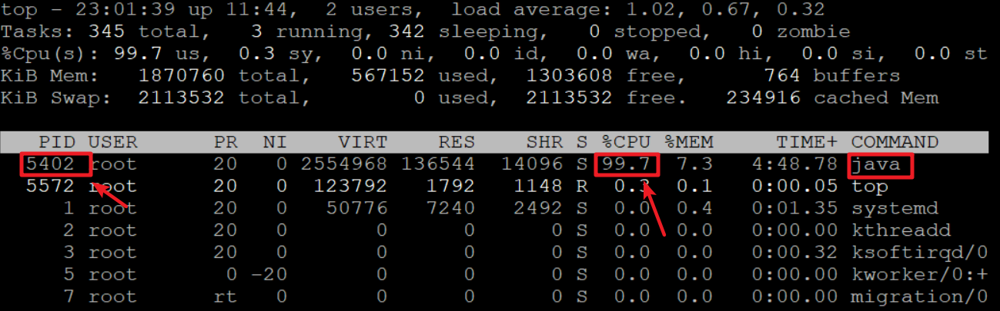 top - 23:01:39 up 11:44,  2 users,  load average: 1.02, 0.67, 0.32
Tasks: 345 total,   3 running, 342 sleeping,   0 stopped,   0 zombie
%Cpu(s): 99.7 us,  0.3 sy,  0.0 ni,  0.0 id,  0.0 wa,  0.0 hi,  0.0 si,  0.0 st
KiB Mem:   1870760 total,   567152 used,  1303608 free,      764 buffers
KiB Swap:  2113532 total,        0 used,  2113532 free.   234916 cached Mem
PID USER      PR  NI    VIRT    RES    SHR S %CPU %MEM     TIME+ COMMAND
5402 root      20   0 2554968 136544  14096 S 99.7  7.3   4:48.78 java
5572 root      20   0  123792   1792   1148 R  0.3  0.1   0:00.05 top
1 root      20   0   50776   7240   2492 S  0.0  0.4   0:01.35 systemd
2 root      20   0       0      0      0 S  0.0  0.0   0:00.00 kthreadd
3 root      20   0       0      0      0 S  0.0  0.0   0:00.32 ksoftirqd/0
5 root       0 -20       0      0      0 S  0.0  0.0   0:00.00 kworker/0:+
7 root      rt   0       0      0      0 S  0.0  0.0   0:00.00 migration/0